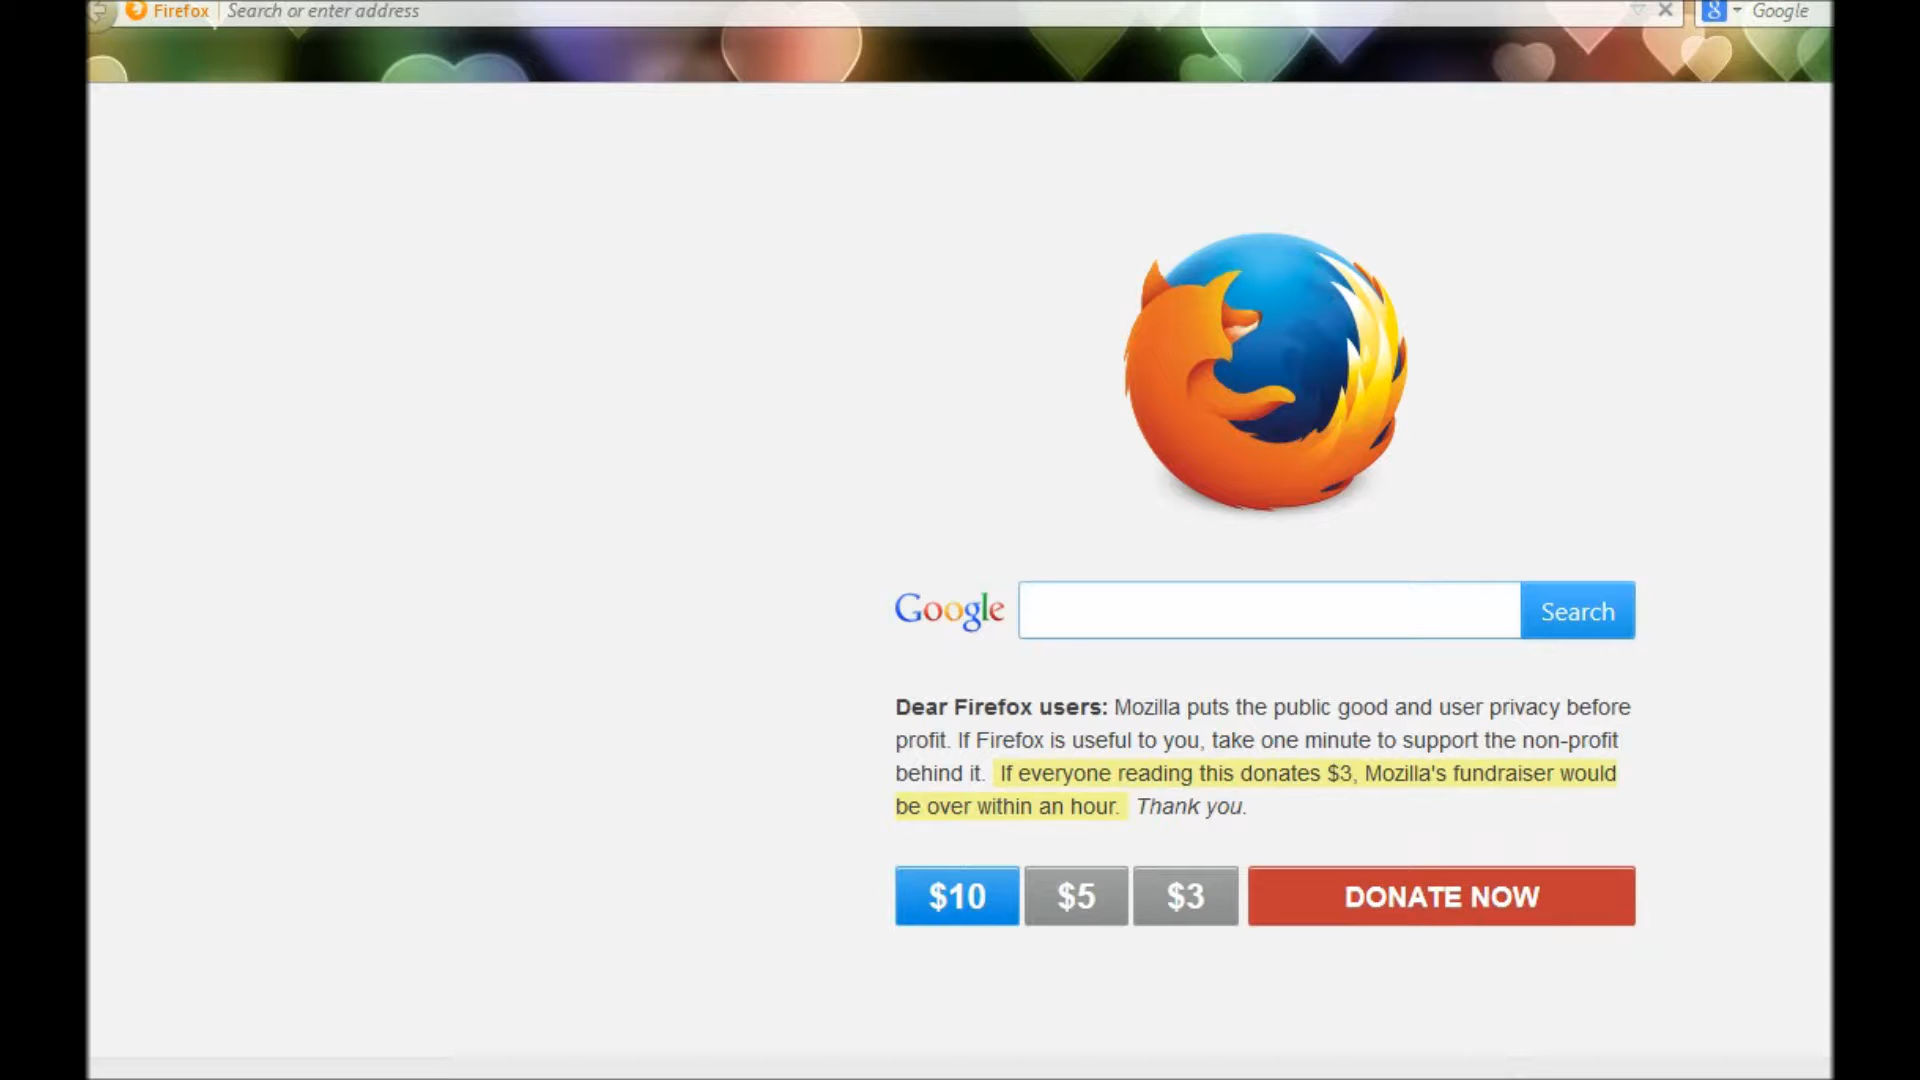 Firefox Search or enter address Google
Google Search
Dear Firefox users: Mozilla puts the public good and user privacy before
profit. If Firefox is useful to you, take one minute to support the non-profit
behind it. If everyone reading this donates $3, Mozilla's fundraiser would
be over within an hour. Thank you.
$10 $5 $3 DONATE NOW